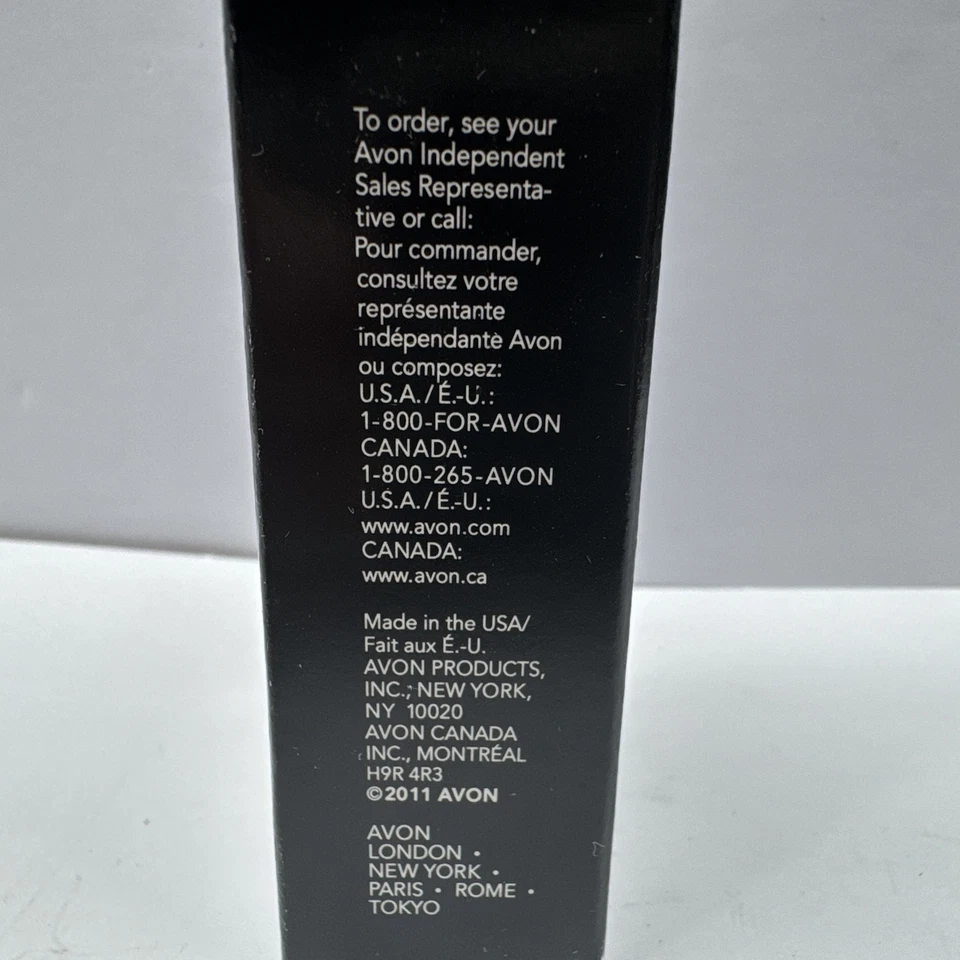 To order, see your
Avon Independent
Sales Representa-
tive or call:
Pour commander,
consultez votre
représentante
indépendante Avon
ou composez:
U.S.A./É.-U.:
1-800-FOR-AVON
CANADA:
1-800-265-AVON
U.S.A./É.-U.:
www.avon.com
CANADA:
www.avon.ca
Made in the USA/
Fait aux É.-U.
AVON PRODUCTS,
INC., NEW YORK,
NY 10020
AVON CANADA
INC., MONTRÉAL
H9R 4R3
©2011 AVON
AVON
LONDON •
NEW YORK •
PARIS • ROME •
TOKYO